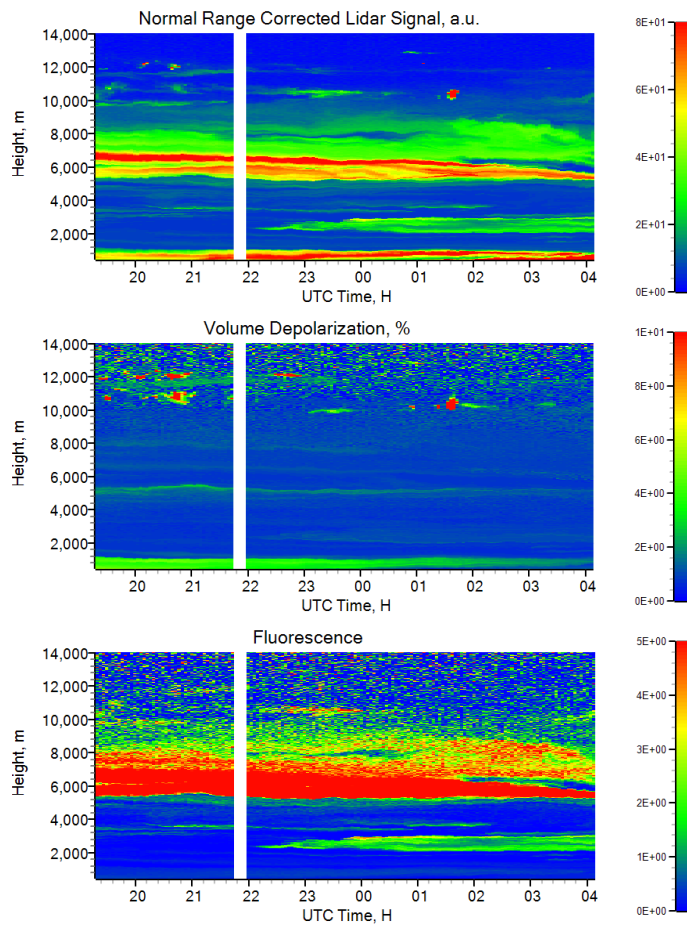 Normal Range Corrected Lidar Signal, a.u.
8E+01
14,000
12,000
10,000
6E+01
8,000
Height, m
4E+01
6,000
4,000
2E+01
2,000
20 21 22 23 00 01 02 03 04
0E+00
UTC Time, H
Volume Depolarization, %
1E+01
14,000
12,000
8E+00
10,000
6E+00
8,000
Height, m
6,000
4E+00
4,000
2E+00
2,000
20 21 22 23 00 01 02 03 04
0E+00
UTC Time, H
Fluorescence
5E+00
14,000
12,000
4E+00
10,000
3E+00
8,000
Height, m
6,000
2E+00
4,000
1E+00
2,000
20 21 22 23 00 01 02 03 04
0E+00
UTC Time, H